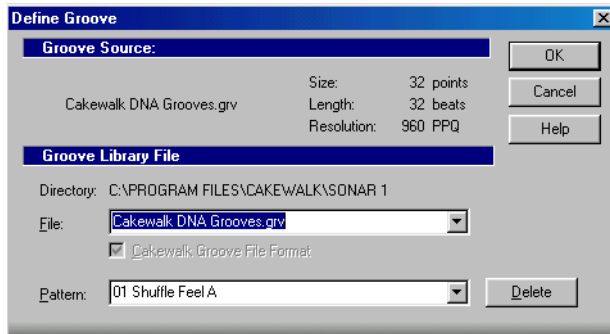 Define Groove
Groove Source:
OK
Size: 32 points
Cakewalk DNA Grooves.grv
Length: 32 beats
Resolution: 960 PPQ
Cancel
Help
Groove Library File
Directory: C:\PROGRAM FILES\CAKEWALK\SONAR 1
File: Cakewalk DNA Grooves.grv
Cakewalk Groove File Format
Pattern: 01 Shuffle Feel A
Delete